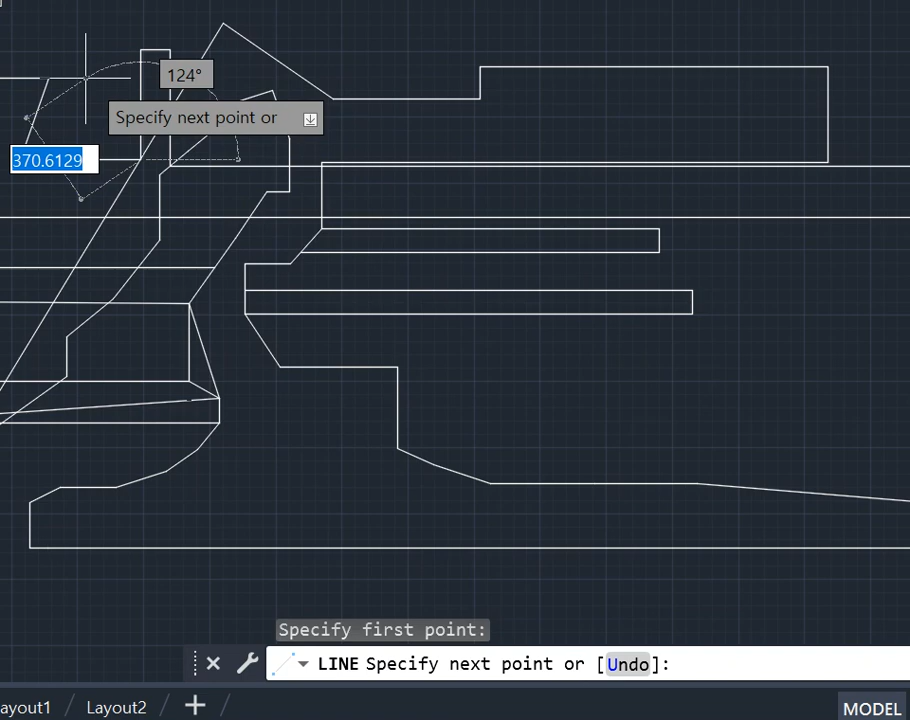 124°
Specify next point or
370.6129
Specify first point:
LINE Specify next point or [Undo]:
ayout1 / Layout2 / +
MODEL